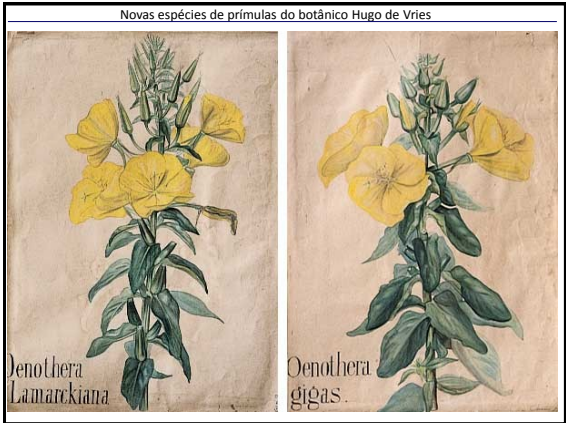 Novas espécies de prímulas do botânico Hugo de Vries
Oenothera
Lamarckiana
Oenothera
gigas.